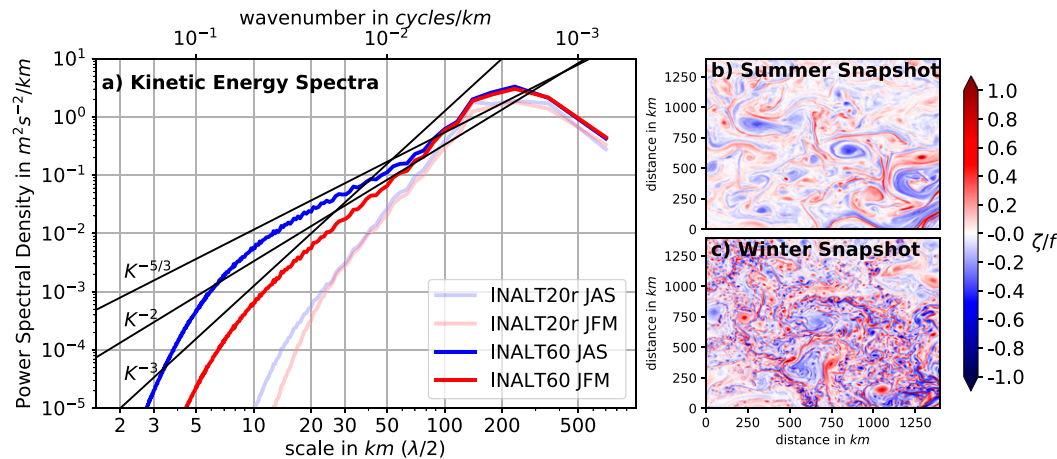 wavenumber in cycles/km
10⁻¹ 10⁻² 10⁻³
a) Kinetic Energy Spectra
Power Spectral Density in m²s⁻²/km
10¹
10⁰
10⁻¹
10⁻²
10⁻³
10⁻⁴
10⁻⁵
K⁻⁵ᐟ³
K⁻²
K⁻³
INALT20r JAS
INALT20r JFM
INALT60 JAS
INALT60 JFM
2 3 5 10 20 30 50 100 200 500
scale in km (λ/2)
b) Summer Snapshot
distance in km
1250
1000
750
500
250
0
c) Winter Snapshot
distance in km
1250
1000
750
500
250
0
0 250 500 750 1000 1250
distance in km
1.0
0.8
0.6
0.4
0.2
-0.0
-0.2
-0.4
-0.6
-0.8
-1.0
ζ/f